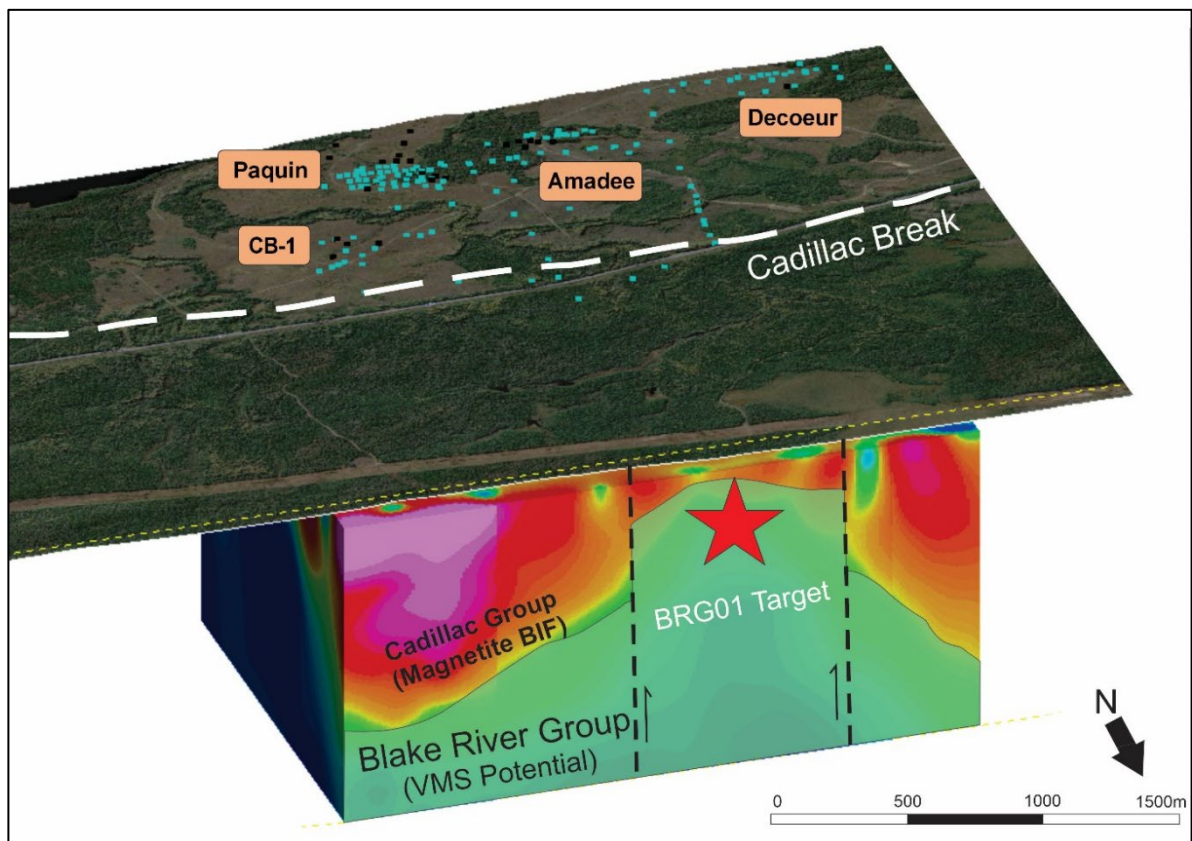 Decoeur
Paquin
Amadee
CB-1
Cadillac Break
BRG01 Target
Cadillac Group
(Magnetite BIF)
Blake River Group
(VMS Potential)
N
0 500 1000 1500m